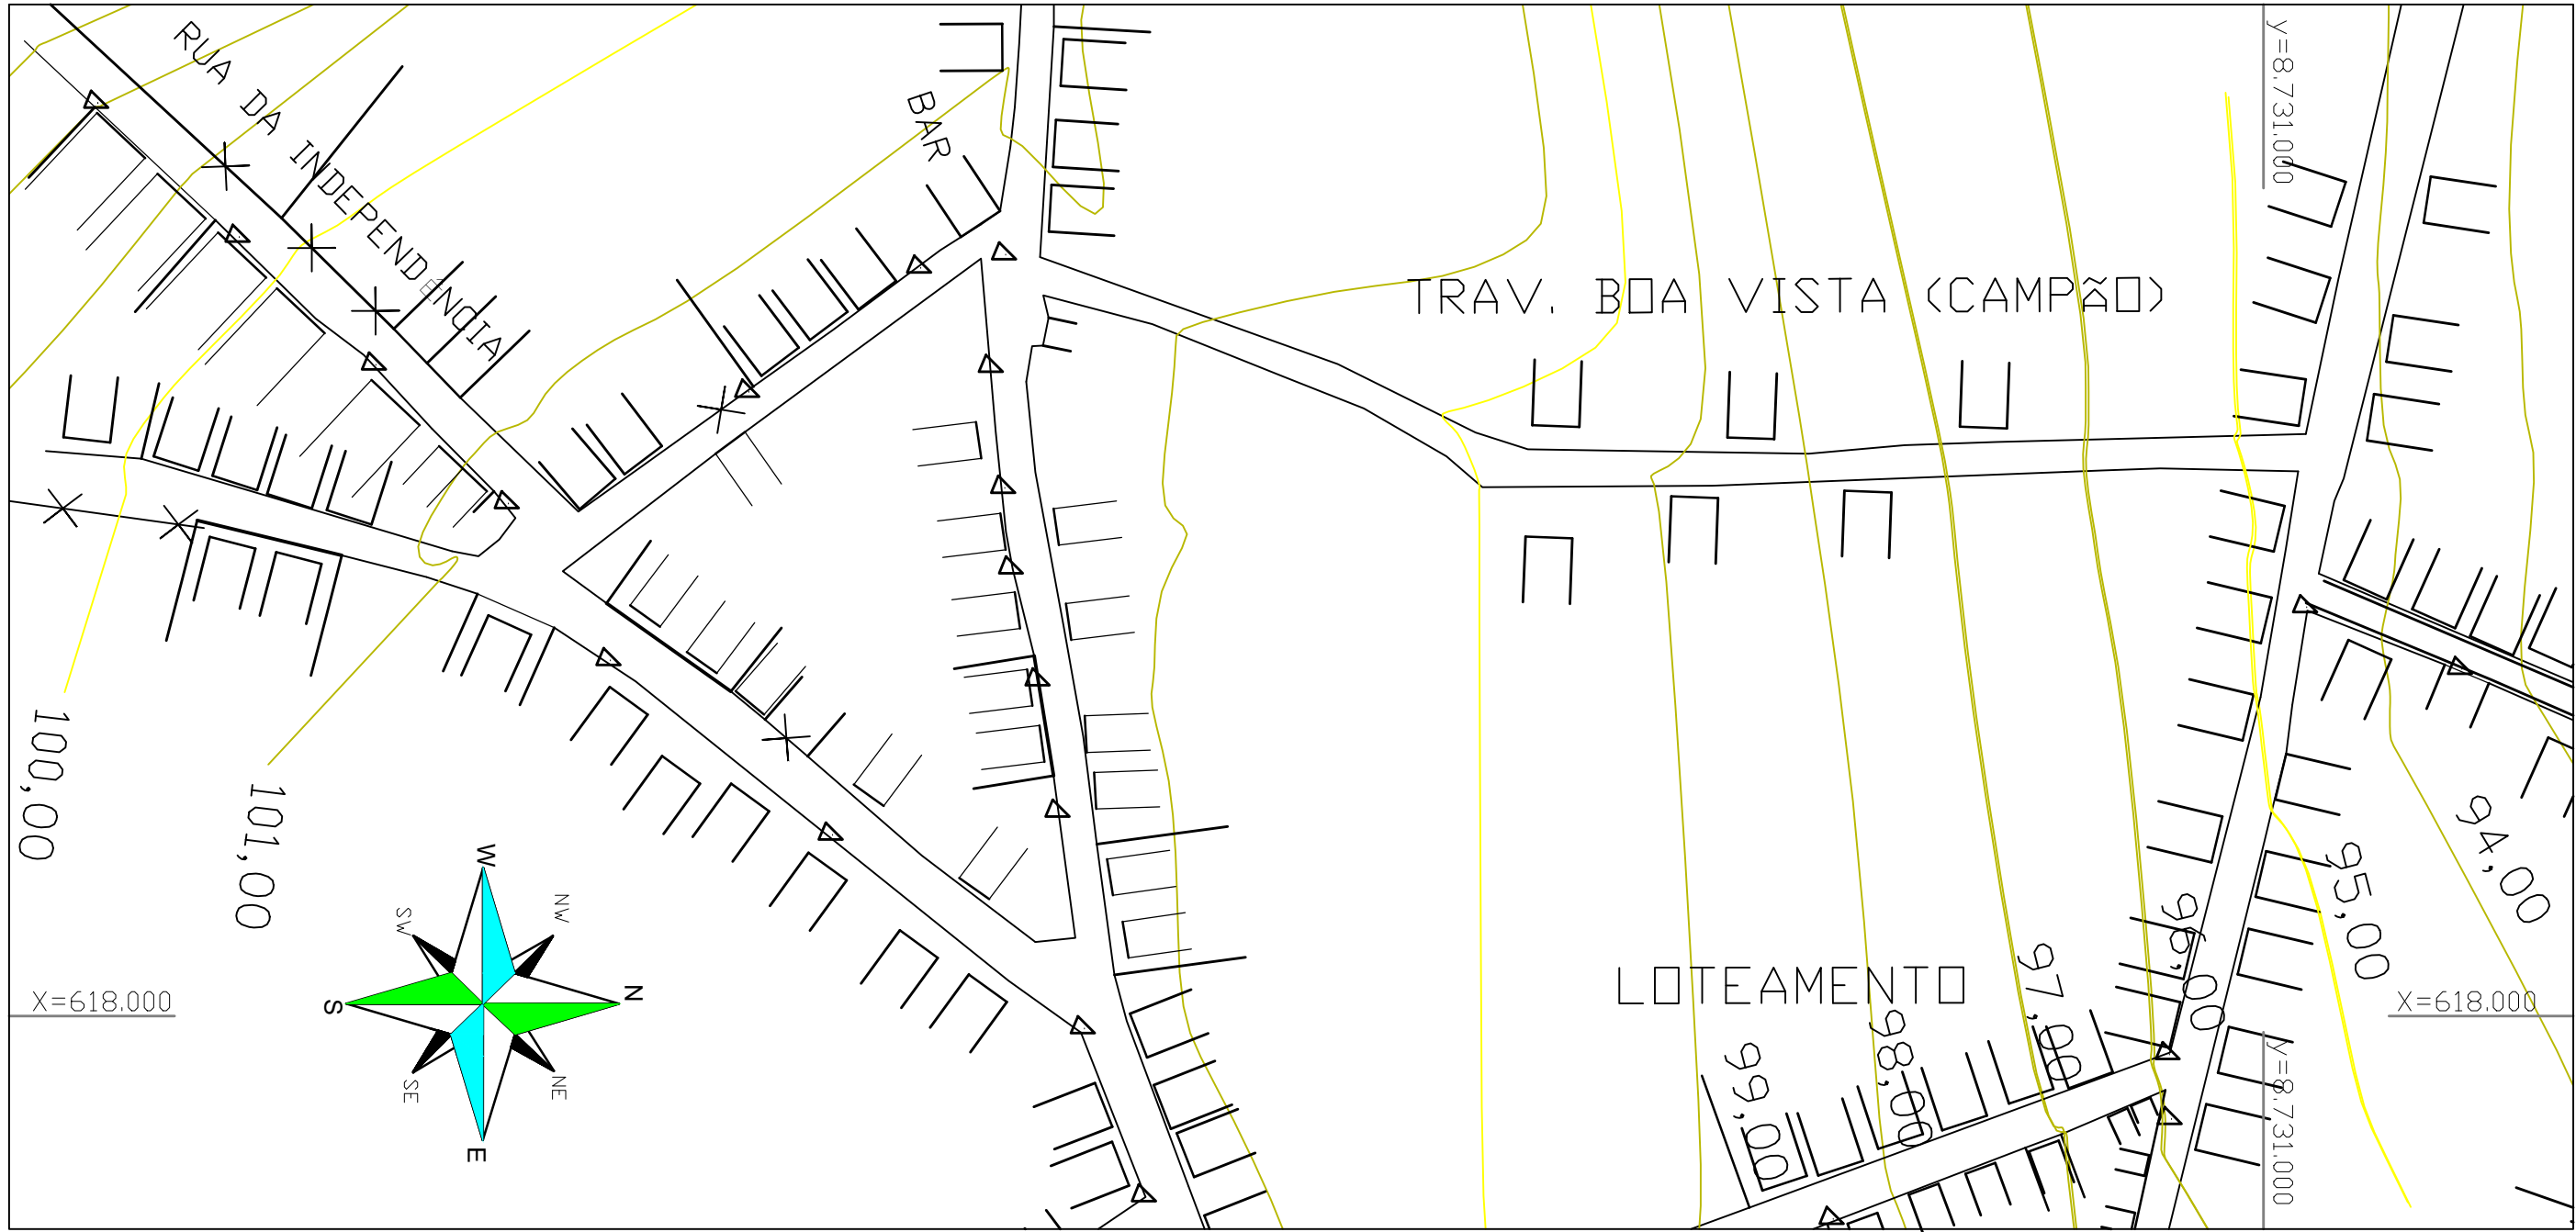 RUA DA INDEPENDÊNCIA
BAR
y=8.731.000
TRAV. BOA VISTA (CAMPÃO)
100,00
101,00
94,00
95,00
96,00
97,00
98,00
99,00
LOTEAMENTO
W
NW
SW
N
S
NE
SE
E
X=618.000
X=618.000
y=8.731.000